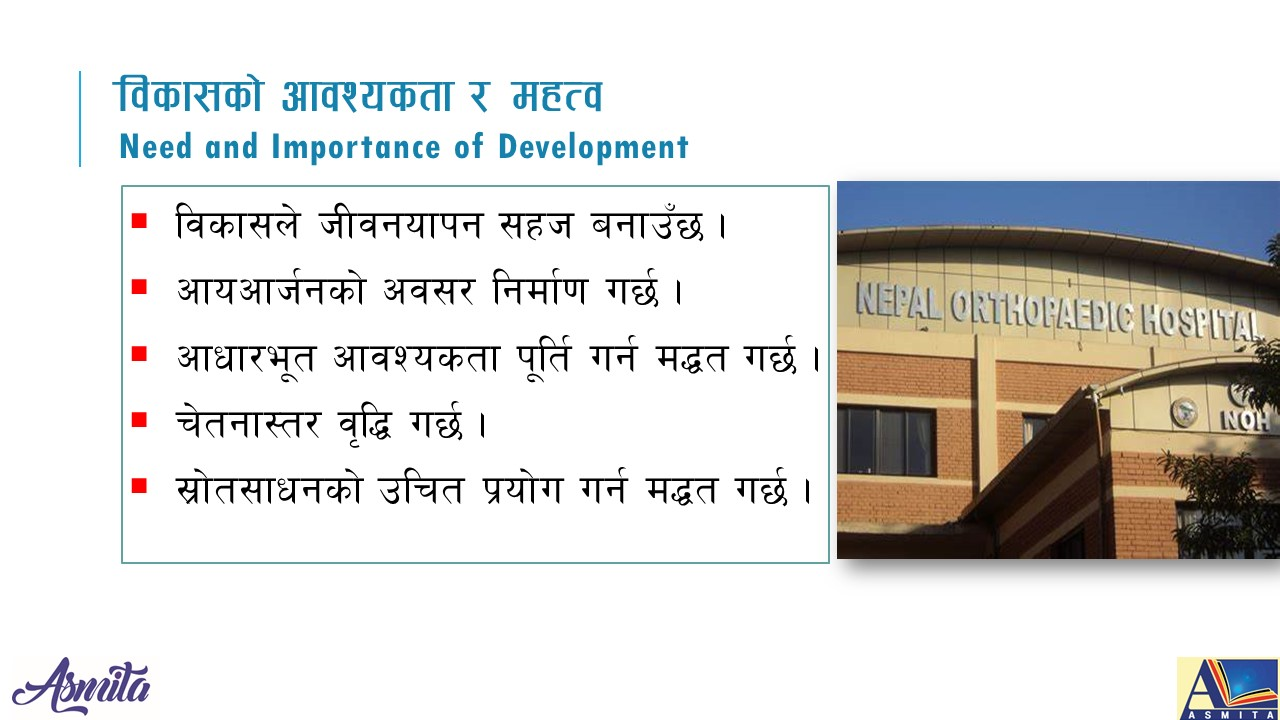 विकासको आवश्यकता र महत्व
Need and Importance of Development
विकासले जीवनयापन सहज बनाउँछ ।
आयआर्जनको अवसर निर्माण गर्छ ।
आधारभूत आवश्यकता पूर्ति गर्न मद्धत गर्छ ।
चेतनास्तर वृद्धि गर्छ ।
स्रोतसाधनको उचित प्रयोग गर्न मद्धत गर्छ ।
NEPAL ORTHOPAEDIC HOSPITAL
NOH
Asmita
ASMITA